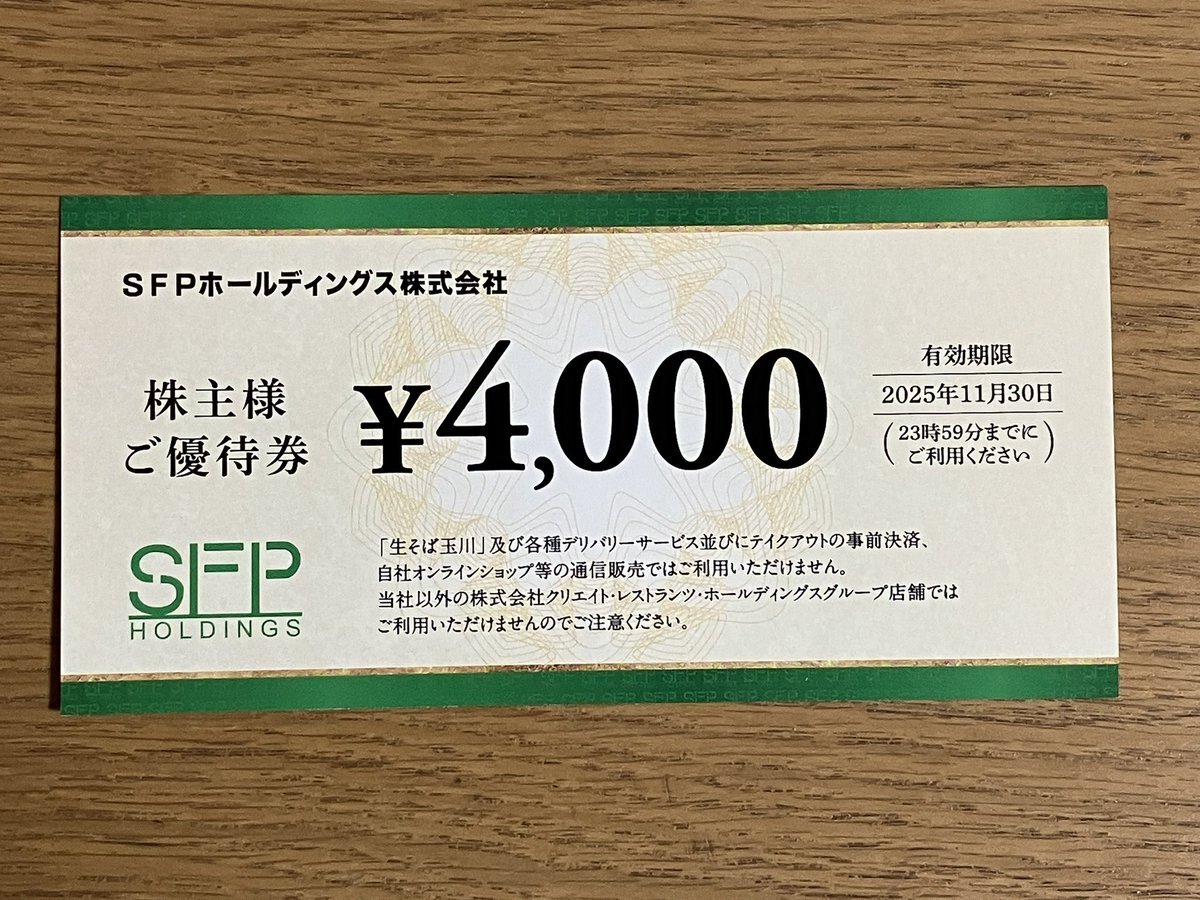 SFPホールディングス株式会社
株主様
ご優待券
¥4,000
有効期限
2025年11月30日
(23時59分までに
ご利用ください)
「生そば玉川」及び各種デリバリーサービス並びにテイクアウトの事前決済、
自社オンラインショップ等の通信販売ではご利用いただけません。
当社以外の株式会社クリエイト・レストランツ・ホールディングスグループ店舗では
ご利用いただけませんのでご注意ください。
SFP
HOLDINGS